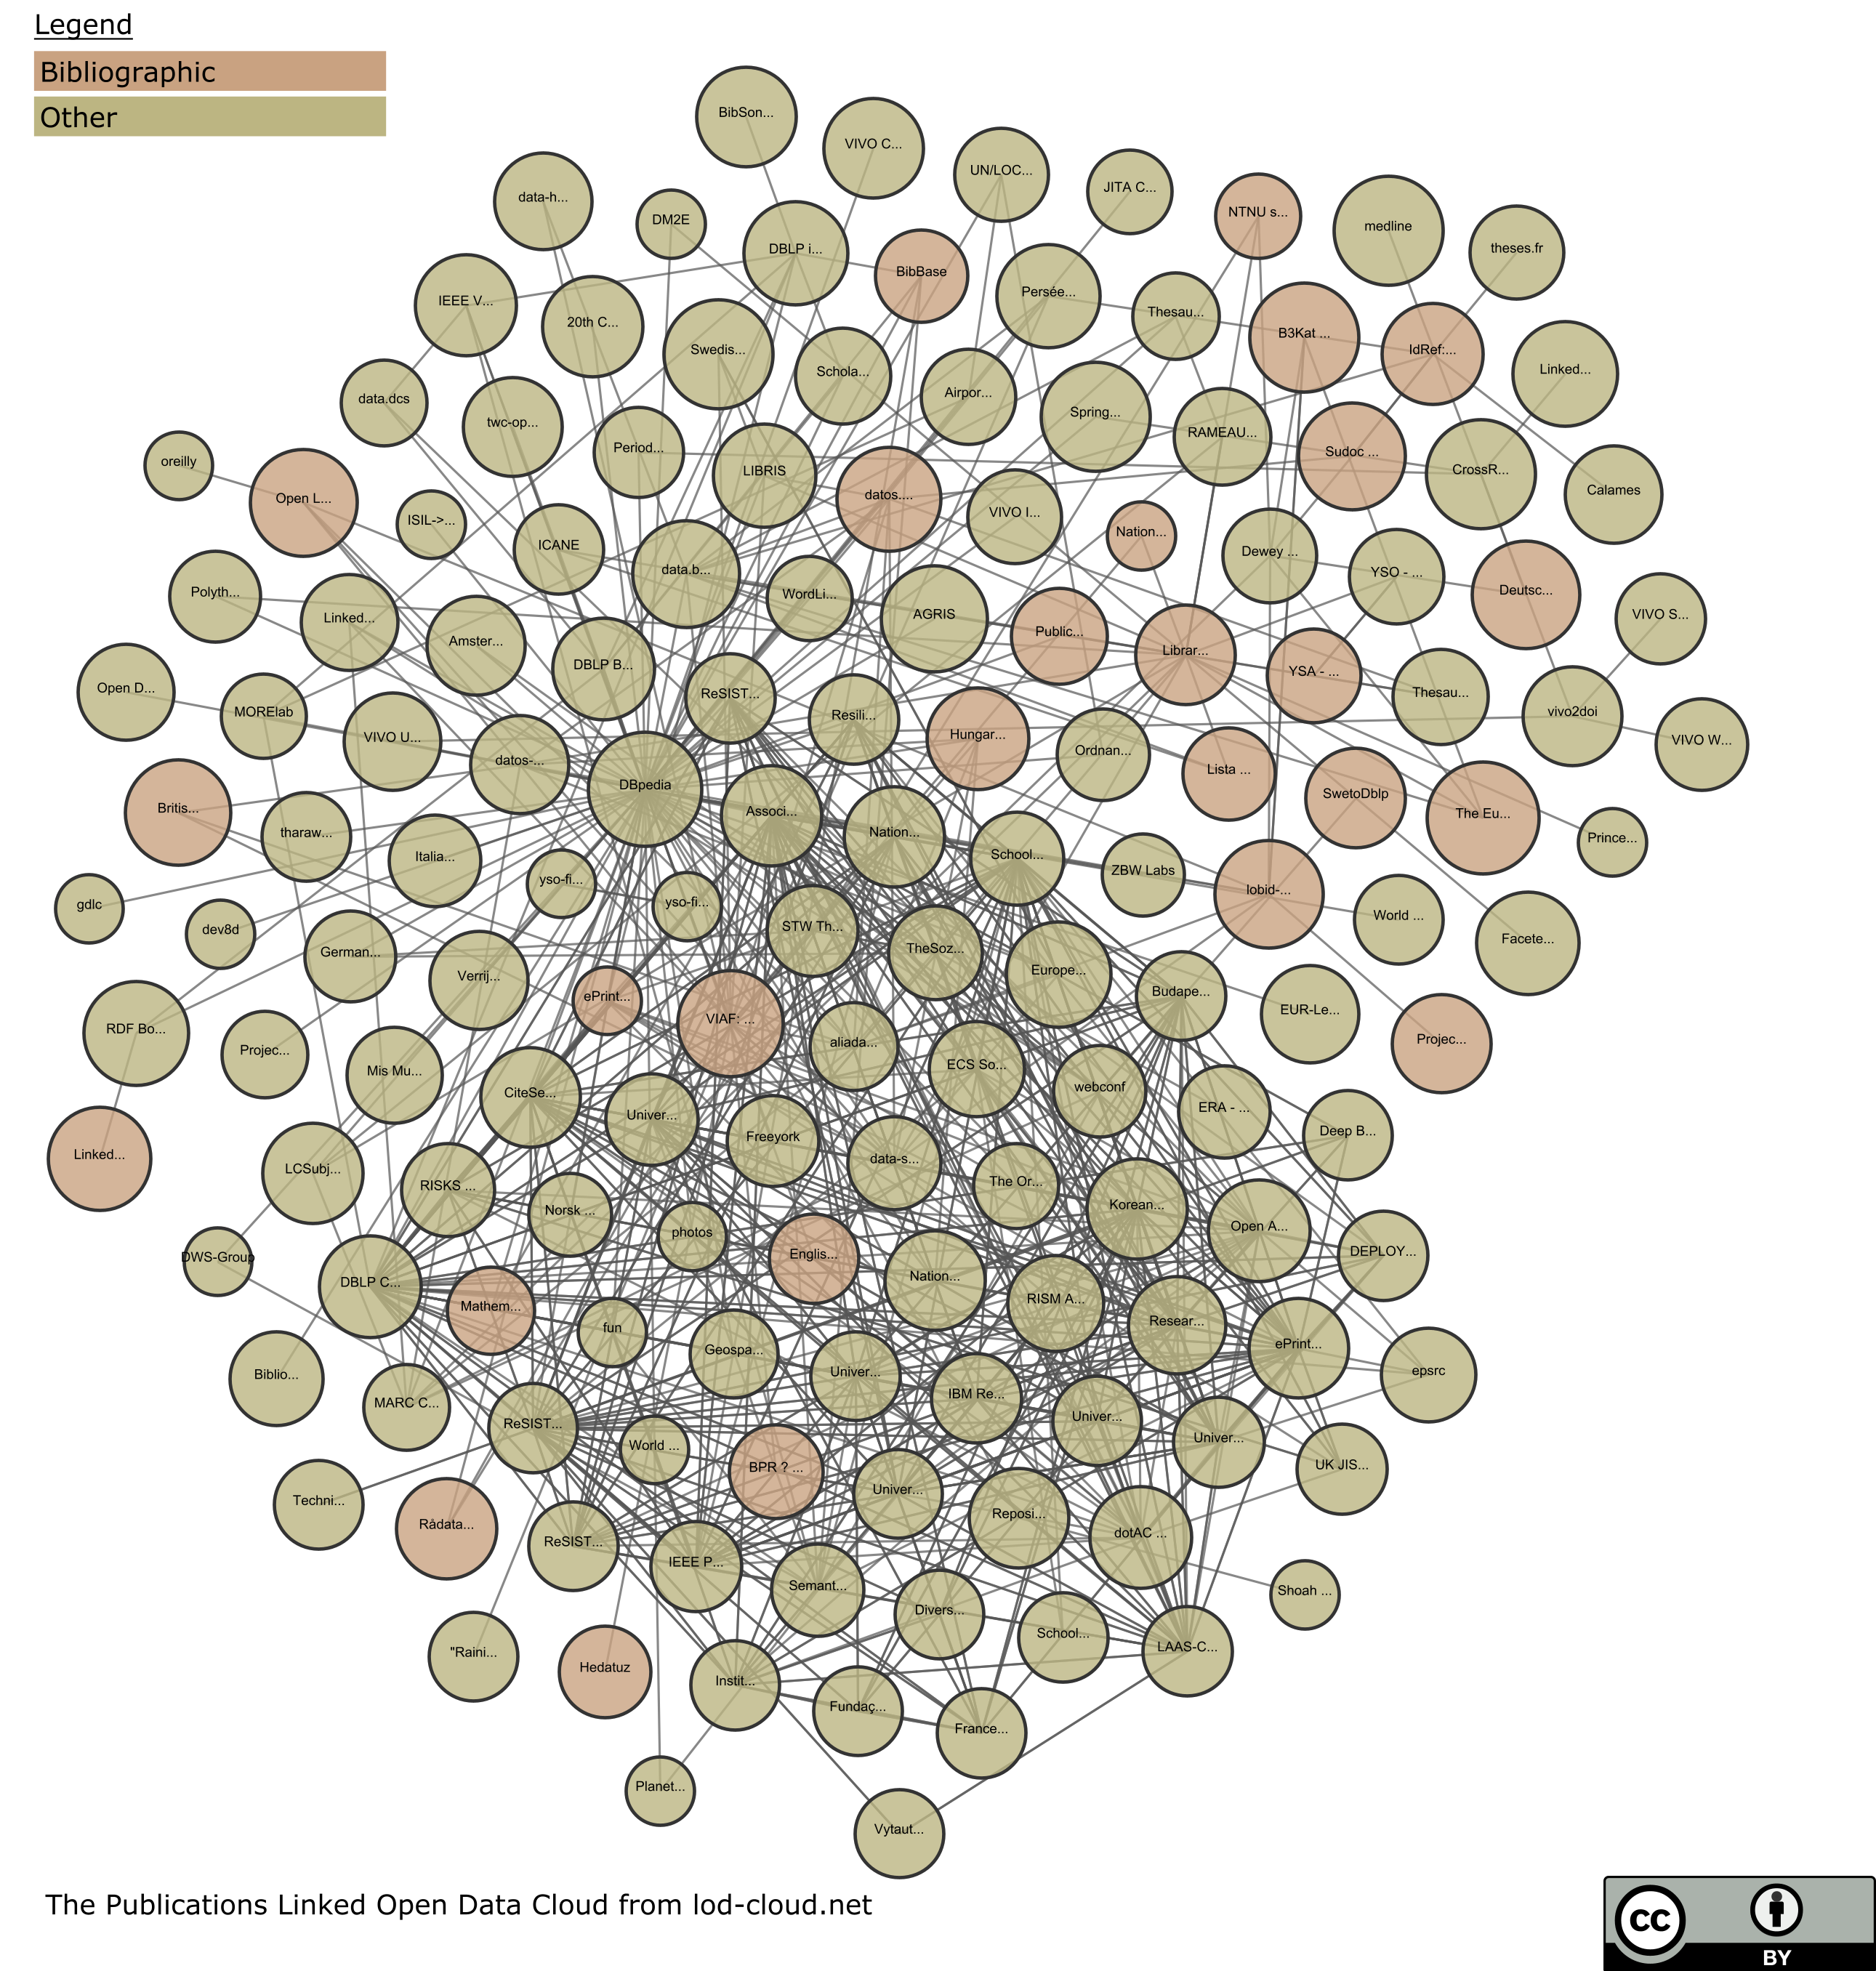 Legend
Bibliographic
Other
BibSon...
VIVO C...
UN/LOC...
JITA C...
data-h...
DM2E
NTNU s...
medline
theses.fr
DBLP i...
BibBase
Persée...
Thesau...
IEEE V...
20th C...
Swedis...
Schola...
B3Kat ...
IdRef:...
Linked...
data.dcs
twc-op...
Airpor...
Spring...
RAMEAU...
Period...
LIBRIS
datos....
Sudoc ...
CrossR...
Calames
oreilly
Open L...
ISIL->...
ICANE
VIVO I...
Nation...
Dewey ...
YSO - ...
Deutsc...
data.b...
WordLi...
AGRIS
Public...
Polyth...
Linked...
Amster...
DBLP B...
Librar...
YSA - ...
Thesau...
VIVO S...
Open D...
MORElab
VIVO U...
datos-...
ReSIST...
Resili...
Hungar...
Ordnan...
Lista ...
vivo2doi
VIVO W...
DBpedia
Associ...
Nation...
School...
SwetoDblp
The Eu...
Prince...
Britis...
tharaw...
Italia...
yso-fi...
yso-fi...
ZBW Labs
lobid-...
World ...
Facete...
gdlc
dev8d
German...
Verrij...
STW Th...
TheSoz...
Europe...
Budape...
EUR-Le...
RDF Bo...
Projec...
Mis Mu...
ePrint...
VIAF: ...
aliada...
ECS So...
webconf
ERA - ...
Projec...
Linked...
LCSubj...
RISKS ...
CiteSe...
Univer...
Freeyork
data-s...
The Or...
Korean...
Open A...
Deep B...
DWS-Group
DBLP C...
Norsk ...
photos
Englis...
Nation...
RISM A...
Resear...
DEPLOY...
Mathem...
fun
Geospa...
Univer...
IBM Re...
Univer...
ePrint...
epsrc
Biblio...
MARC C...
ReSIST...
World ...
BPR ? ...
Univer...
Reposi...
Univer...
UK JIS...
Techni...
Rådata...
ReSIST...
IEEE P...
Semant...
Divers...
dotAC ...
Shoah ...
"Raini...
Hedatuz
Instit...
Fundaç...
France...
School...
LAAS-C...
Planet...
Vytaut...
The Publications Linked Open Data Cloud from lod-cloud.net
cc
BY